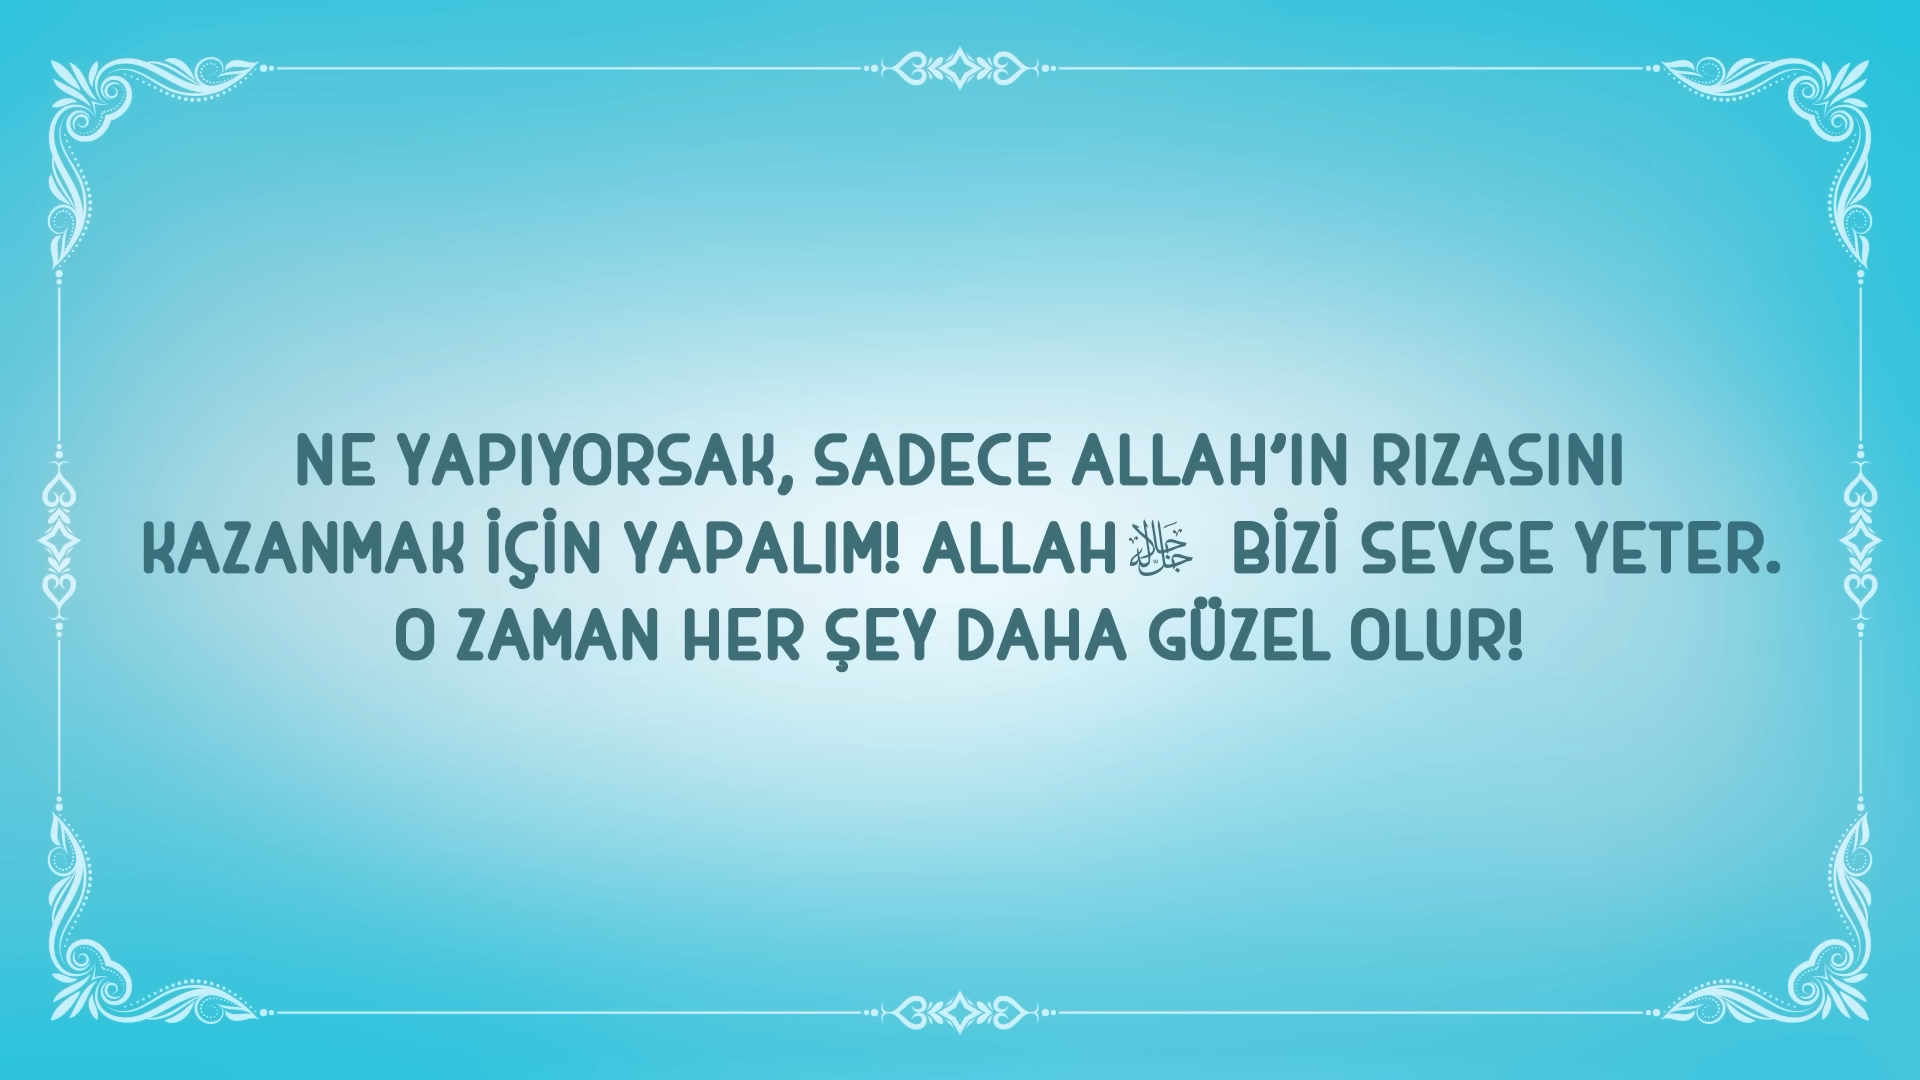 NE YAPIYORSAK, SADECE ALLAH’IN RIZASINI
KAZANMAK İÇİN YAPALIM! ALLAH ﷻ BİZİ SEVSE YETER.
O ZAMAN HER ŞEY DAHA GÜZEL OLUR!